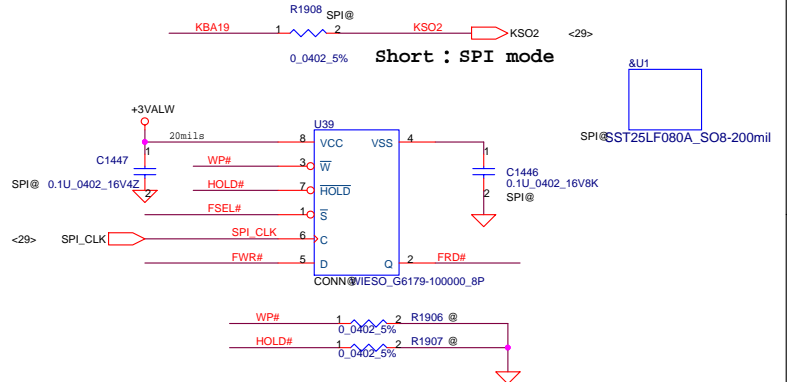 R1908
SPI@
KBA19 1 2 KSO2 KSO2 <29>
0_0402_5% Short : SPI mode
&U1
SPI@ SST25LF080A_SO8-200mil
+3VALW
20mils
U39
8 VCC VSS 4
C1447
1
2
SPI@ 0.1U_0402_16V4Z
1
2
C1446
0.1U_0402_16V8K
SPI@
WP# 3 W
HOLD# 7 HOLD
FSEL# 1 S
<29> SPI_CLK SPI_CLK 6 C
FWR# 5 D Q 2 FRD#
CONN@ WIESO_G6179-100000_8P
WP# 1 2 R1906 @
0_0402_5%
HOLD# 1 2 R1907 @
0_0402_5%